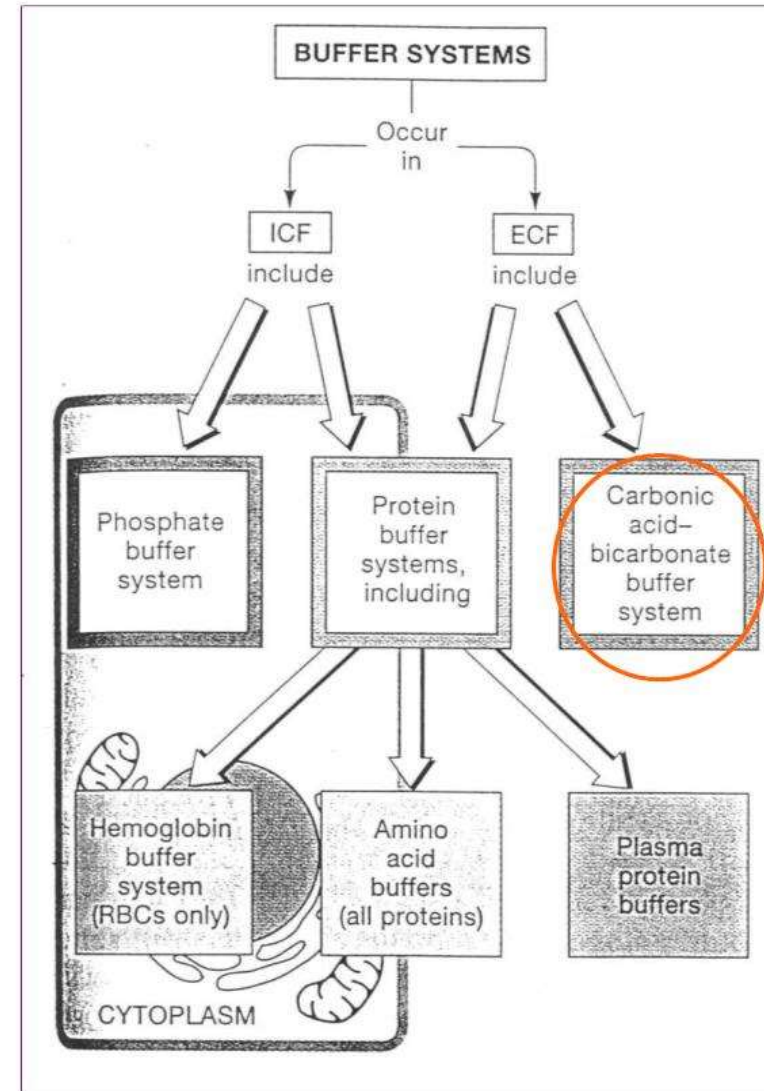 BUFFER SYSTEMS
Occur
in
ICF
ECF
include
include
Phosphate
buffer
system
Protein
buffer
systems,
including
Carbonic
acid–
bicarbonate
buffer
system
Hemoglobin
buffer
system
(RBCs only)
Amino
acid
buffers
(all proteins)
Plasma
protein
buffers
CYTOPLASM